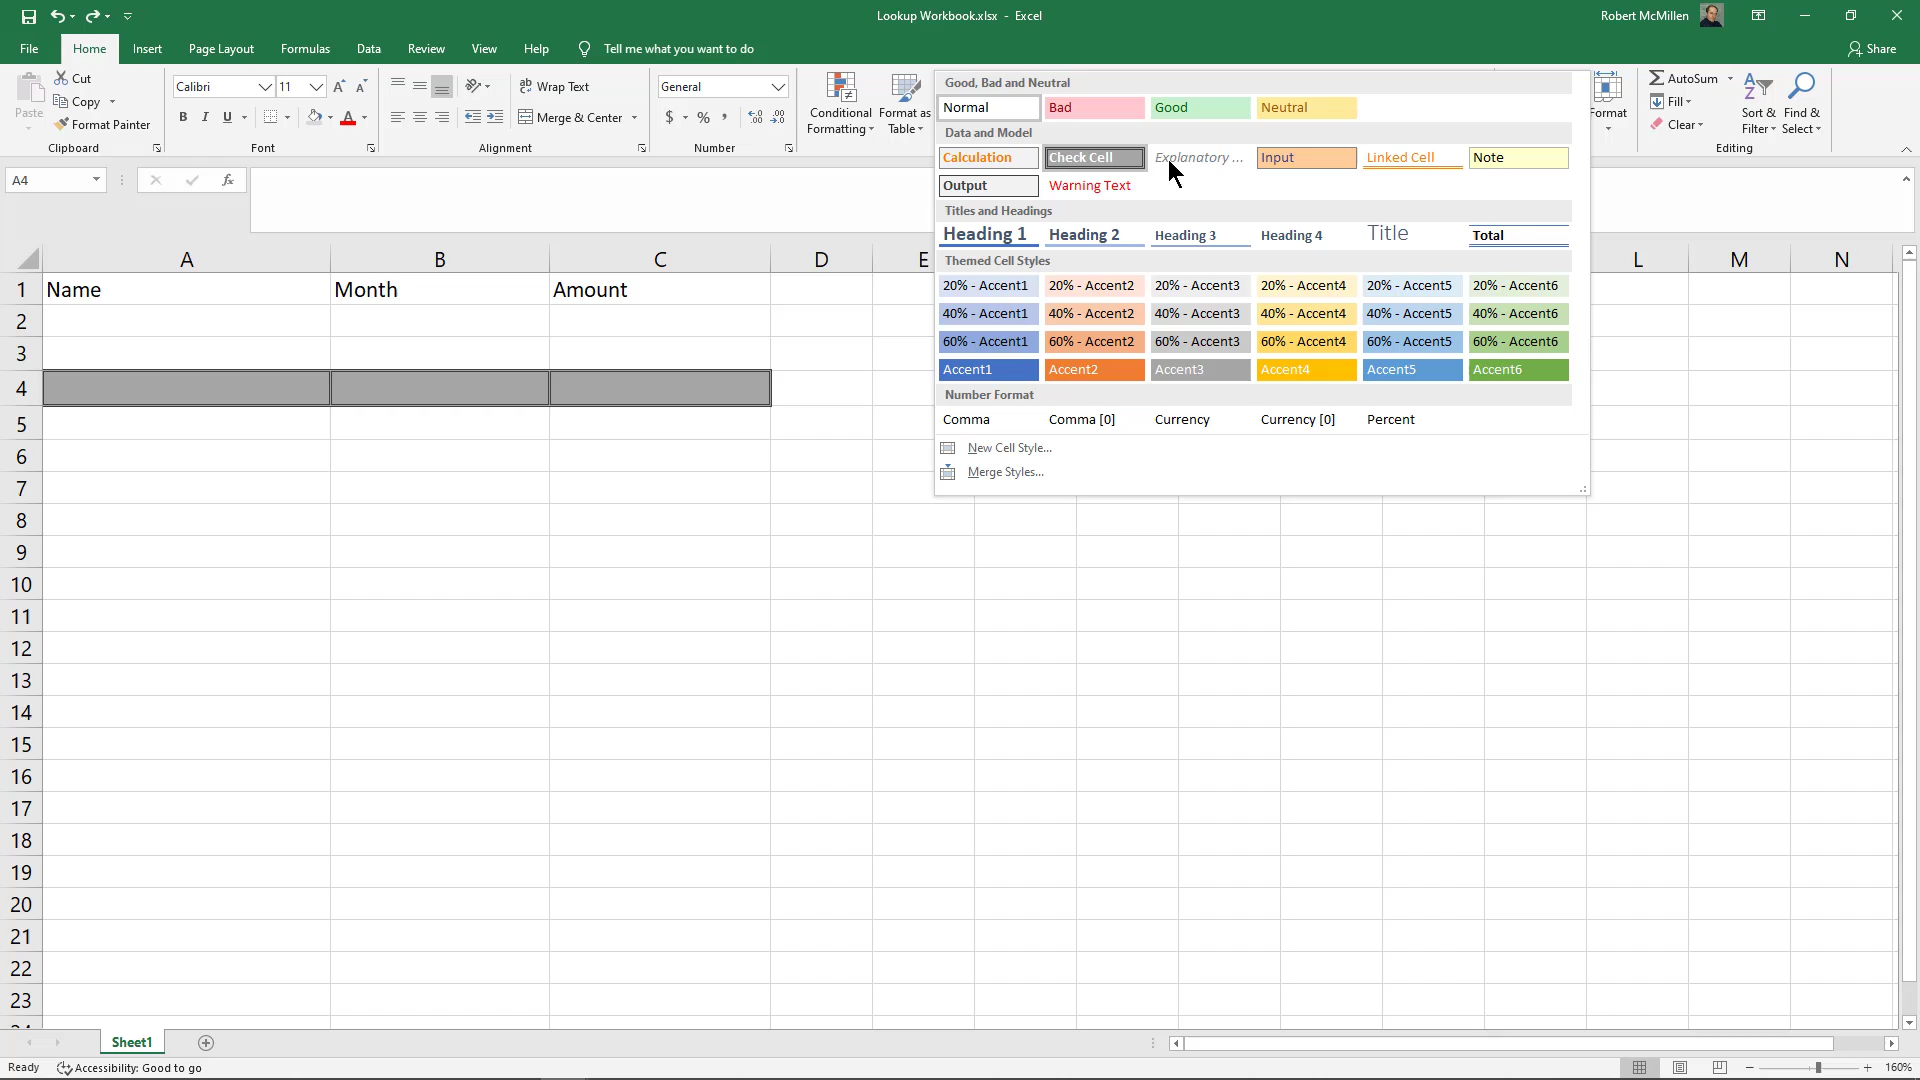 Lookup Workbook.xlsx - Excel
Robert McMillen
File Home Insert Page Layout Formulas Data Review View Help Tell me what you want to do
Share
Paste
Cut
Copy
Format Painter
Clipboard
Calibri 11
B I U
A A
Font
Wrap Text
Merge & Center
Alignment
General
$ % ,
Number
Conditional Formatting
Format as Table
Good, Bad and Neutral
Normal Bad Good Neutral
Data and Model
Calculation Check Cell Explanatory ... Input Linked Cell Note
Output Warning Text
Titles and Headings
Heading 1 Heading 2 Heading 3 Heading 4 Title Total
Themed Cell Styles
20% - Accent1 20% - Accent2 20% - Accent3 20% - Accent4 20% - Accent5 20% - Accent6
40% - Accent1 40% - Accent2 40% - Accent3 40% - Accent4 40% - Accent5 40% - Accent6
60% - Accent1 60% - Accent2 60% - Accent3 60% - Accent4 60% - Accent5 60% - Accent6
Accent1 Accent2 Accent3 Accent4 Accent5 Accent6
Number Format
Comma Comma [0] Currency Currency [0] Percent
New Cell Style...
Merge Styles...
Format
AutoSum
Fill
Clear
Sort & Filter
Find & Select
Editing
A4
fx
A B C D E L M N
1 Name Month Amount
2
3
4
5
6
7
8
9
10
11
12
13
14
15
16
17
18
19
20
21
22
23
Sheet1
Ready Accessibility: Good to go
160%